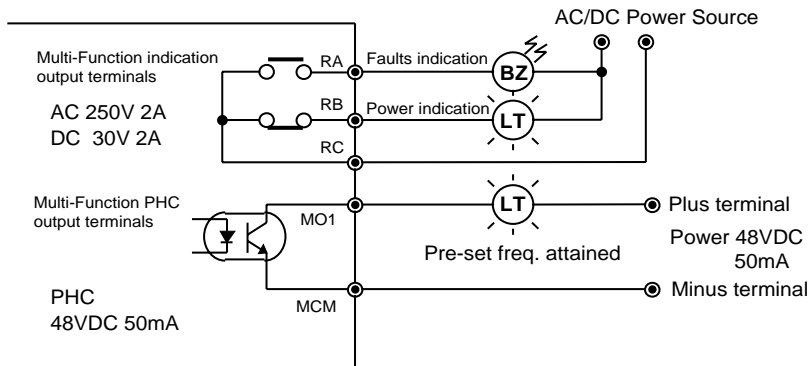 AC/DC Power Source
Multi-Function indication
output terminals
RA
Faults indication
BZ
AC 250V 2A
DC 30V 2A
RB
Power indication
LT
RC
Multi-Function PHC
output terminals
MO1
LT
Plus terminal
Pre-set freq. attained
Power 48VDC
50mA
PHC
48VDC 50mA
MCM
Minus terminal